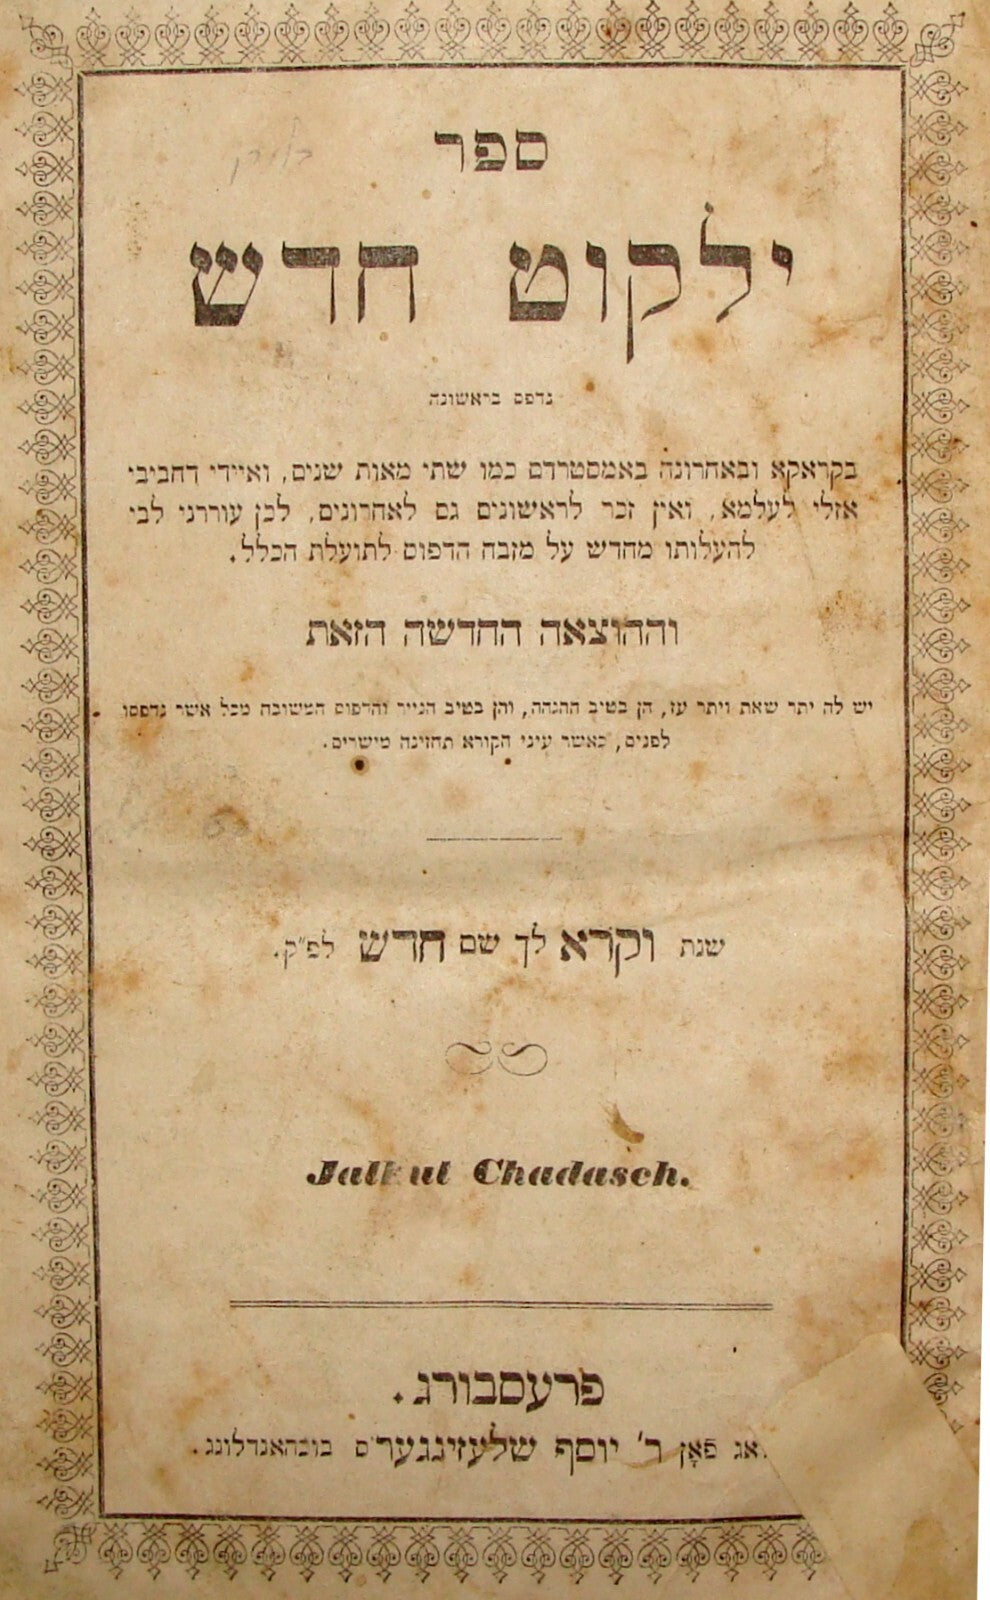 ספר
ילקוט חדש
נדפס בראשונה
בקראקא ובאחרונה באמסטרדם כמו שתי מאות שנים, ואיידי דחביבי
אזלי לעלמא, ואין זכר לראשונים גם לאחרונים, לכן עוררני לבי
להעלותו מחדש על מזבח הדפוס לתועלת הכלל.
וההוצאה החדשה הזאת
יש לה יתר שאת ויתר עז, הן בטיב ההגהה, והן בטיב הנייר והדפוס המשובח מכל אשר נדפסו
לפנים, כאשר עיני הקורא תחזינה מישרים.
שנת וקרא לך שם חדש לפ״ק.
Jalkut Chadasch.
פרעסבורג.
אג פאָן ר' יוסף שלעזינגער'ס בוכהאנדלונג.